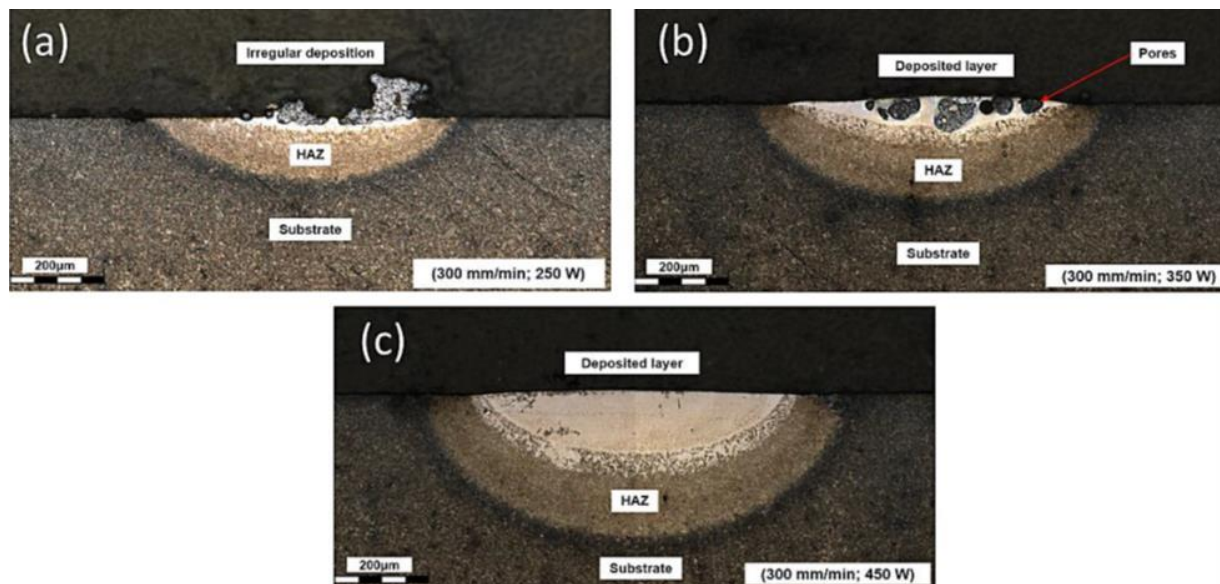 (a)
Irregular deposition
HAZ
Substrate
200µm
(300 mm/min; 250 W)
(b)
Deposited layer
Pores
HAZ
Substrate
200µm
(300 mm/min; 350 W)
(c)
Deposited layer
HAZ
Substrate
200µm
(300 mm/min; 450 W)